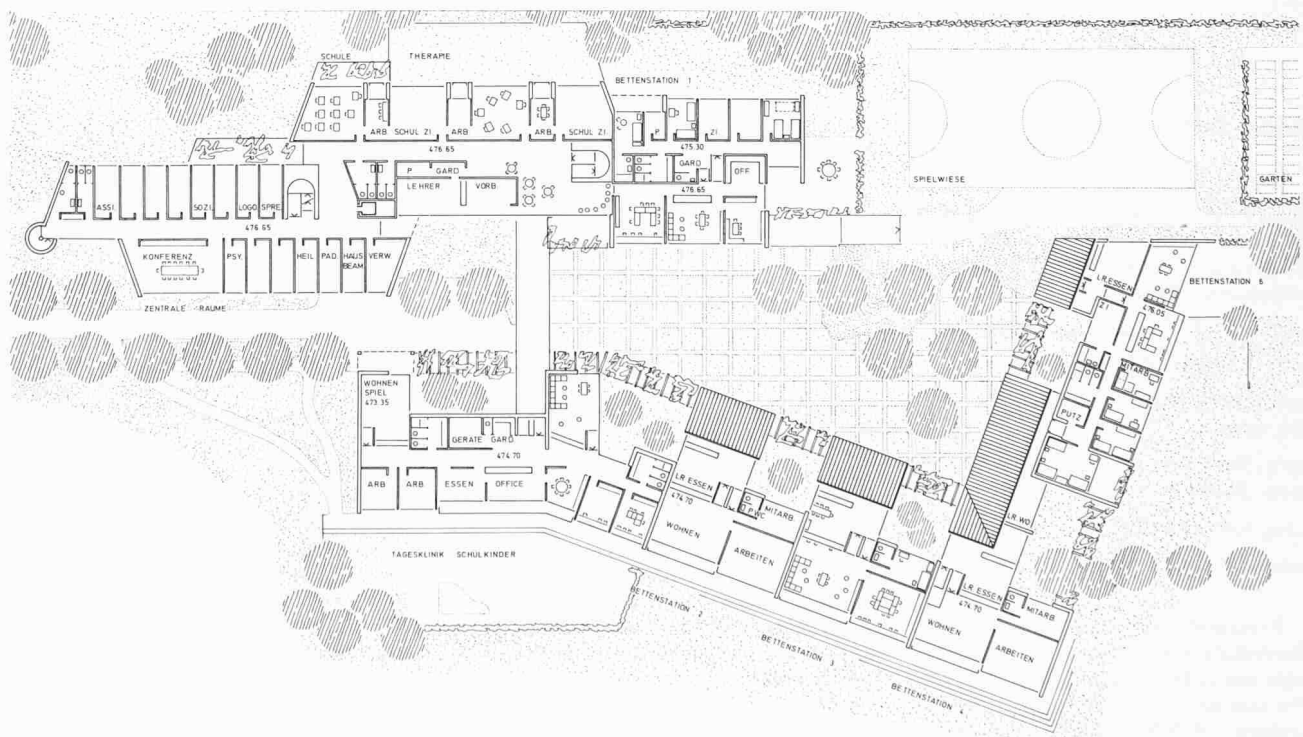 SCHULE
THERAPIE
BETTENSTATION 1
ARB
SCHUL ZI.
ARB
ARB
SCHUL ZI.
476.65
P
GARD
LEHRER
VORB.
P
ZI.
475.30
GARD
OFF
476.65
SPIELWIESE
GARTEN
ASSI.
SOZI.
LOGO.
SPRE.
476.65
KONFERENZ
PSY.
HEIL
PÄD.
HAUS
BEAM
VERW.
ZENTRALE RÄUME
LR.ESSEN
BETTENSTATION 6
476.05
ZI.
MITARB.
PUTZ
WOHNEN
SPIEL
473.35
GERÄTE
GARD.
474.70
ARB
ARB
ESSEN
OFFICE
LR.ESSEN
474.70
PWC
MITARB.
WOHNEN
ARBEITEN
LR WO
LR.ESSEN
474.70
MITARB.
WOHNEN
ARBEITEN
TAGESKLINIK SCHULKINDER
BETTENSTATION 2
BETTENSTATION 3
BETTENSTATION 4